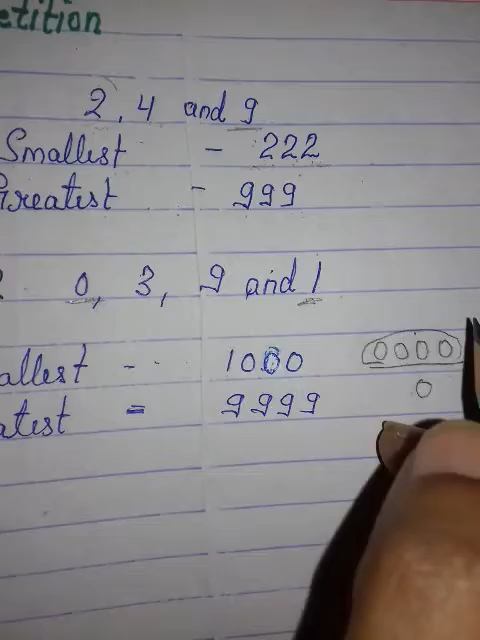 etition
2, 4 and 9
Smallest - 222
Greatest - 999
0, 3, 9 and 1
allest - 1000 0000
0
atest = 9999